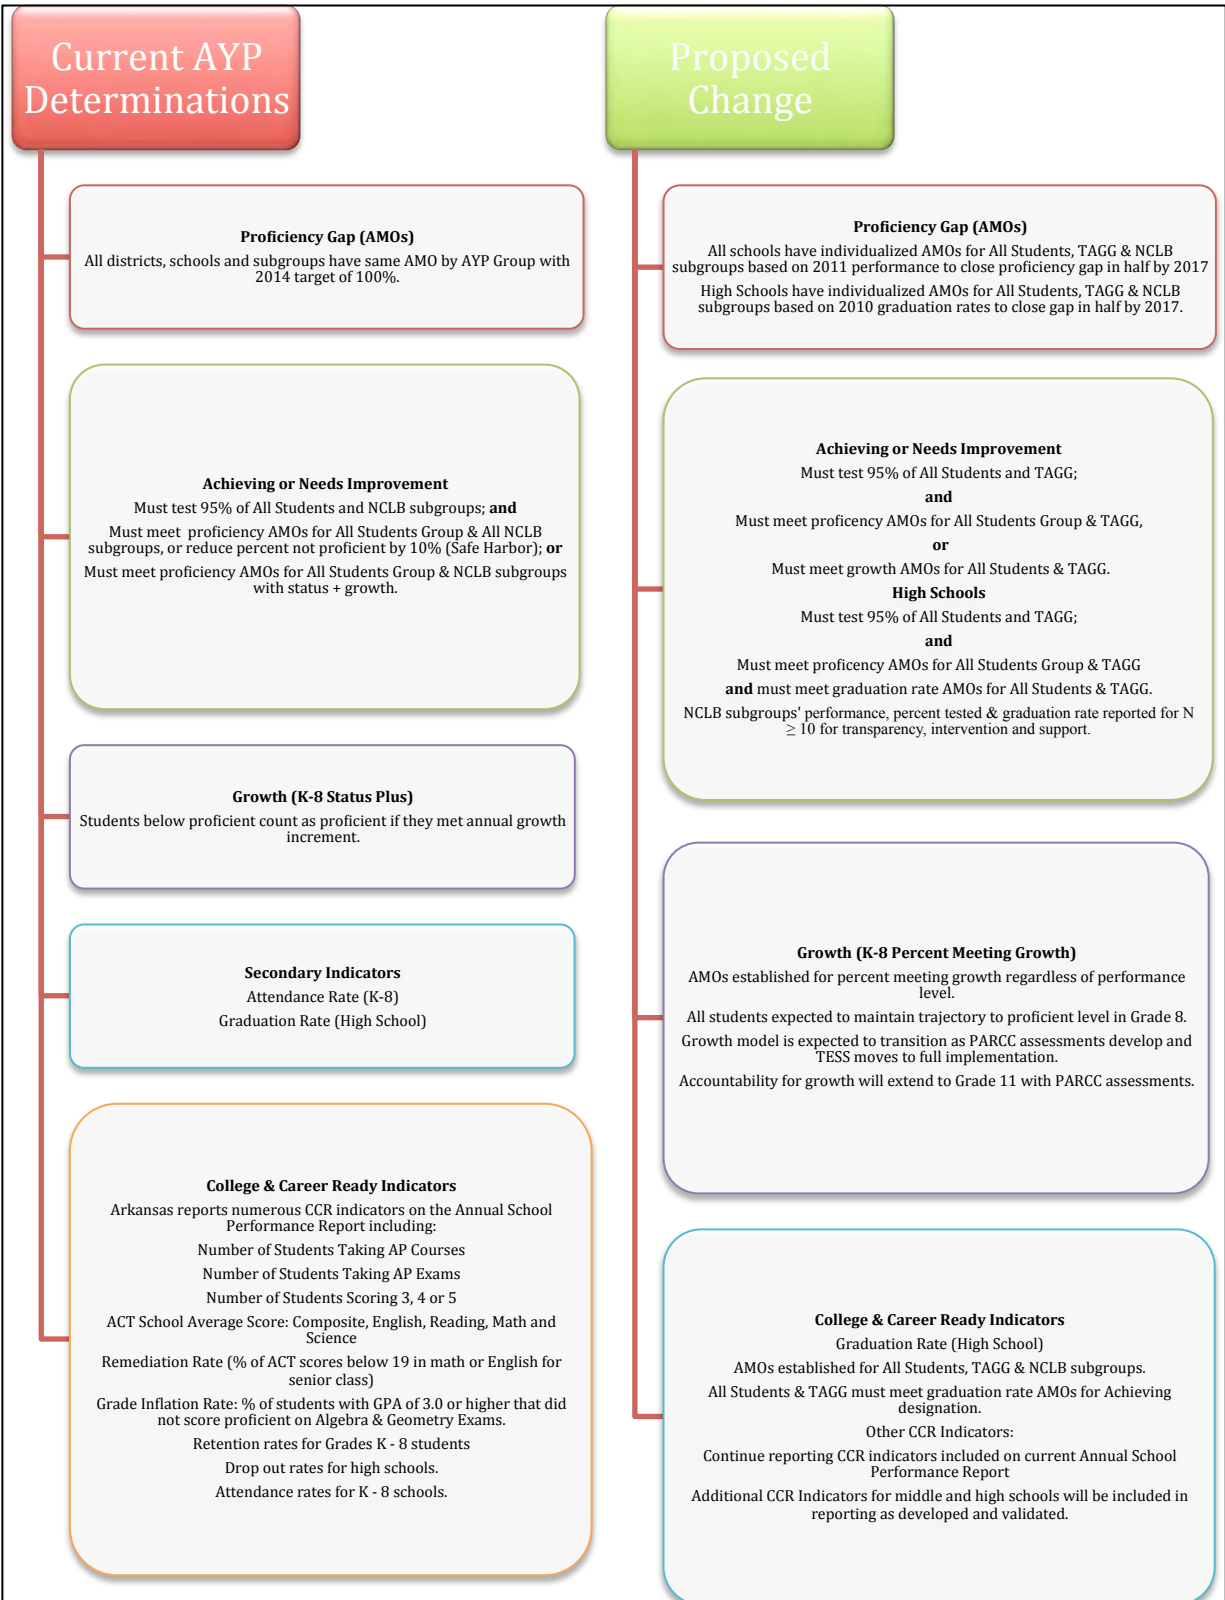 Current AYP
Determinations
Proficiency Gap (AMOs)
All districts, schools and subgroups have same AMO by AYP Group with
2014 target of 100%.
Achieving or Needs Improvement
Must test 95% of All Students and NCLB subgroups; and
Must meet proficiency AMOs for All Students Group & All NCLB
subgroups, or reduce percent not proficient by 10% (Safe Harbor); or
Must meet proficiency AMOs for All Students Group & NCLB subgroups
with status + growth.
Growth (K-8 Status Plus)
Students below proficient count as proficient if they met annual growth
increment.
Secondary Indicators
Attendance Rate (K-8)
Graduation Rate (High School)
College & Career Ready Indicators
Arkansas reports numerous CCR indicators on the Annual School
Performance Report including:
Number of Students Taking AP Courses
Number of Students Taking AP Exams
Number of Students Scoring 3, 4 or 5
ACT School Average Score: Composite, English, Reading, Math and
Science
Remediation Rate (% of ACT scores below 19 in math or English for
senior class)
Grade Inflation Rate: % of students with GPA of 3.0 or higher that did
not score proficient on Algebra & Geometry Exams.
Retention rates for Grades K - 8 students
Drop out rates for high schools.
Attendance rates for K - 8 schools.
Proposed
Change
Proficiency Gap (AMOs)
All schools have individualized AMOs for All Students, TAGG & NCLB
subgroups based on 2011 performance to close proficiency gap in half by 2017
High Schools have individualized AMOs for All Students, TAGG & NCLB
subgroups based on 2010 graduation rates to close gap in half by 2017.
Achieving or Needs Improvement
Must test 95% of All Students and TAGG;
and
Must meet proficency AMOs for All Students Group & TAGG,
or
Must meet growth AMOs for All Students & TAGG.
High Schools
Must test 95% of All Students and TAGG;
and
Must meet proficency AMOs for All Students Group & TAGG
and must meet graduation rate AMOs for All Students & TAGG.
NCLB subgroups' performance, percent tested & graduation rate reported for N
≥ 10 for transparency, intervention and support.
Growth (K-8 Percent Meeting Growth)
AMOs established for percent meeting growth regardless of performance
level.
All students expected to maintain trajectory to proficient level in Grade 8.
Growth model is expected to transition as PARCC assessments develop and
TESS moves to full implementation.
Accountability for growth will extend to Grade 11 with PARCC assessments.
College & Career Ready Indicators
Graduation Rate (High School)
AMOs established for All Students, TAGG & NCLB subgroups.
All Students & TAGG must meet graduation rate AMOs for Achieving
designation.
Other CCR Indicators:
Continue reporting CCR indicators included on current Annual School
Performance Report
Additional CCR Indicators for middle and high schools will be included in
reporting as developed and validated.